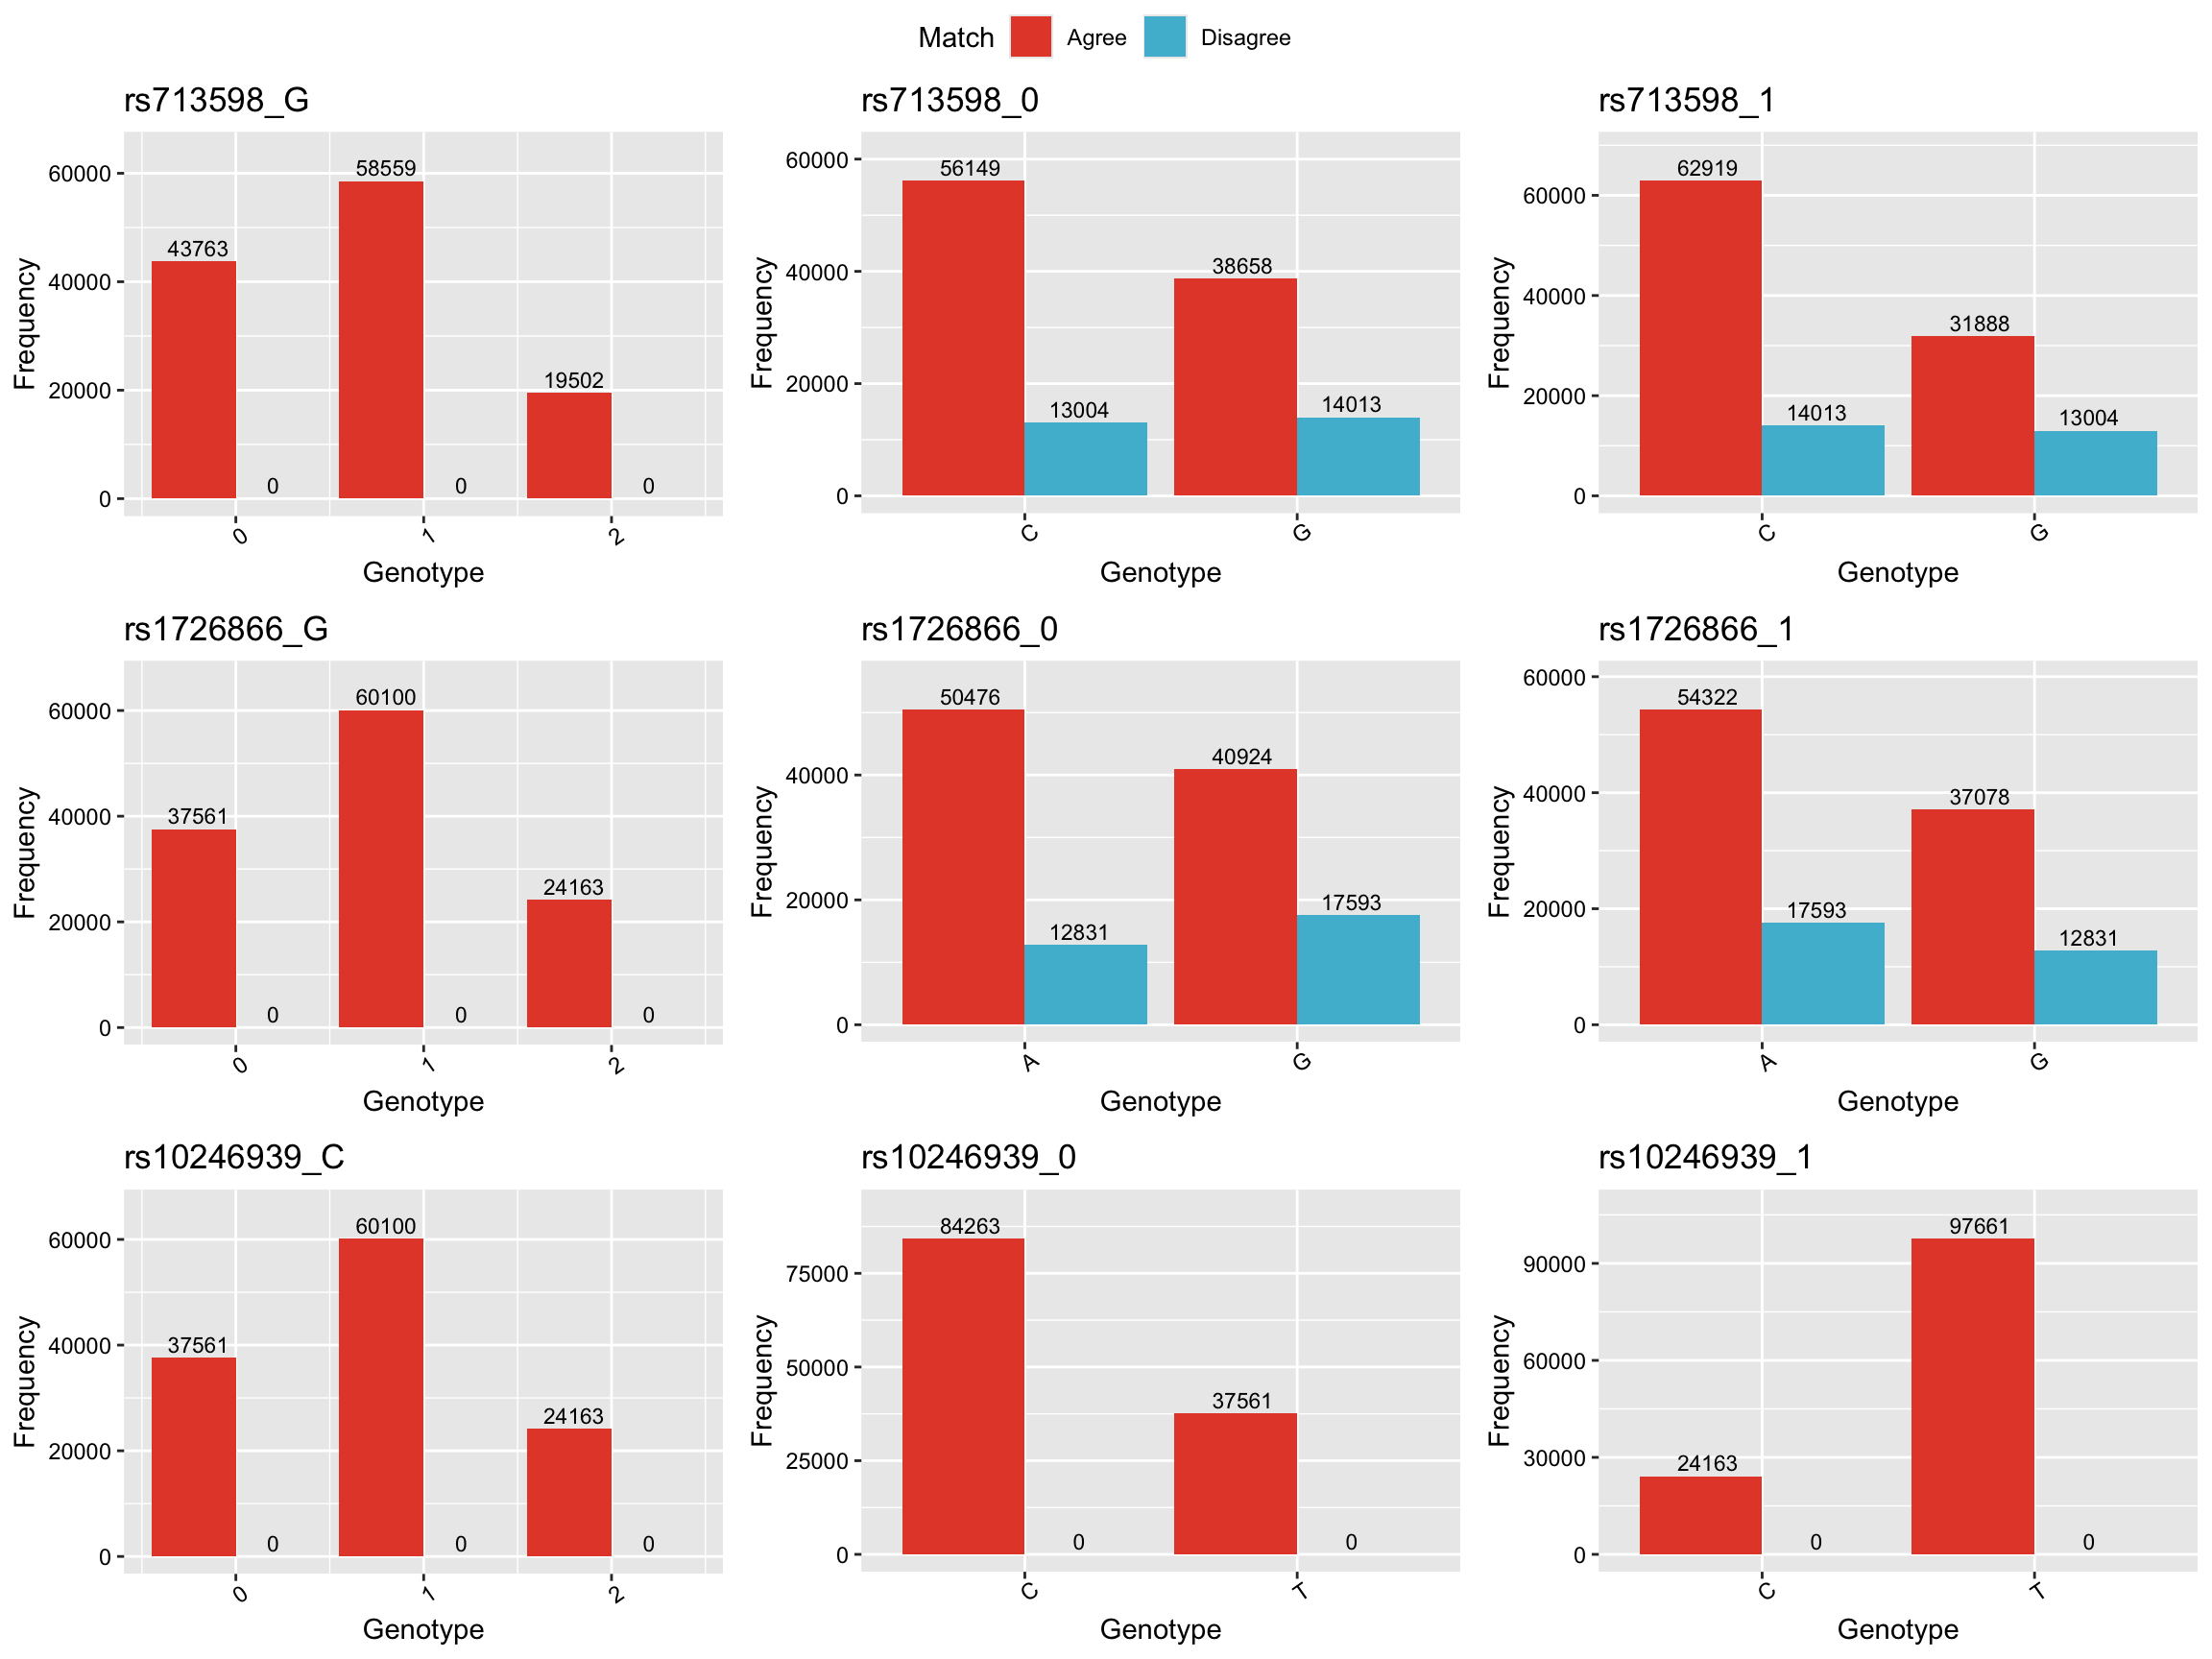 Match Agree Disagree
rs713598_G rs713598_0 rs713598_1
Frequency
60000
40000
20000
0
43763 0 58559 0 19502 0
0 1 2
Genotype
Frequency
60000
40000
20000
0
56149 13004 38658 14013
C G
Genotype
Frequency
60000
40000
20000
0
62919 14013 31888 13004
C G
Genotype
rs1726866_G rs1726866_0 rs1726866_1
Frequency
60000
40000
20000
0
37561 0 60100 0 24163 0
0 1 2
Genotype
Frequency
40000
20000
0
50476 12831 40924 17593
A G
Genotype
Frequency
60000
40000
20000
0
54322 17593 37078 12831
A G
Genotype
rs10246939_C rs10246939_0 rs10246939_1
Frequency
60000
40000
20000
0
37561 0 60100 0 24163 0
0 1 2
Genotype
Frequency
75000
50000
25000
0
84263 0 37561 0
C T
Genotype
Frequency
90000
60000
30000
0
24163 0 97661 0
C T
Genotype